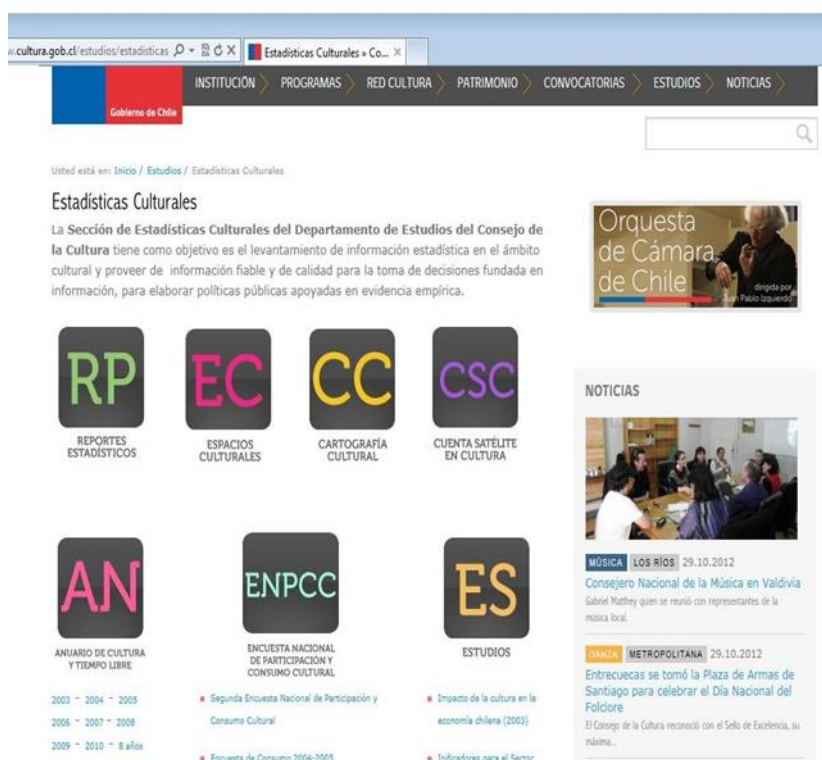 .cultura.gob.cl/estudios/estadisticas
Estadísticas Culturales » Co...
Gobierno de Chile
INSTITUCIÓN
PROGRAMAS
RED CULTURA
PATRIMONIO
CONVOCATORIAS
ESTUDIOS
NOTICIAS
Usted está en: Inicio / Estudios / Estadísticas Culturales
Estadísticas Culturales
La Sección de Estadísticas Culturales del Departamento de Estudios del Consejo de
la Cultura tiene como objetivo es el levantamiento de información estadística en el ámbito
cultural y proveer de información fiable y de calidad para la toma de decisiones fundada en
información, para elaborar políticas públicas apoyadas en evidencia empírica.
RP
REPORTES
ESTADÍSTICOS
EC
ESPACIOS
CULTURALES
CC
CARTOGRAFÍA
CULTURAL
CSC
CUENTA SATÉLITE
EN CULTURA
AN
ANUARIO DE CULTURA
Y TIEMPO LIBRE
2003 - 2004 - 2005
2006 - 2007 - 2008
2009 - 2010 - 8 años
ENPCC
ENCUESTA NACIONAL
DE PARTICIPACIÓN Y
CONSUMO CULTURAL
Segunda Encuesta Nacional de Participación y
Consumo Cultural
Encuesta de Consumo 2004-2005
ES
ESTUDIOS
Impacto de la cultura en la
economía chilena (2003)
Indicadores para el Sector
Orquesta
de Cámara
de Chile
dirigida por
Juan Pablo Izquierdo
NOTICIAS
MÚSICA LOS RÍOS 29.10.2012
Consejero Nacional de la Música en Valdivia
Gabriel Matthey quien se reunió con representantes de la
música local.
DANZA METROPOLITANA 29.10.2012
Entrecuecas se tomó la Plaza de Armas de
Santiago para celebrar el Día Nacional del
Folclore
El Consejo de la Cultura reconoció con el Sello de Excelencia, su
máxima...